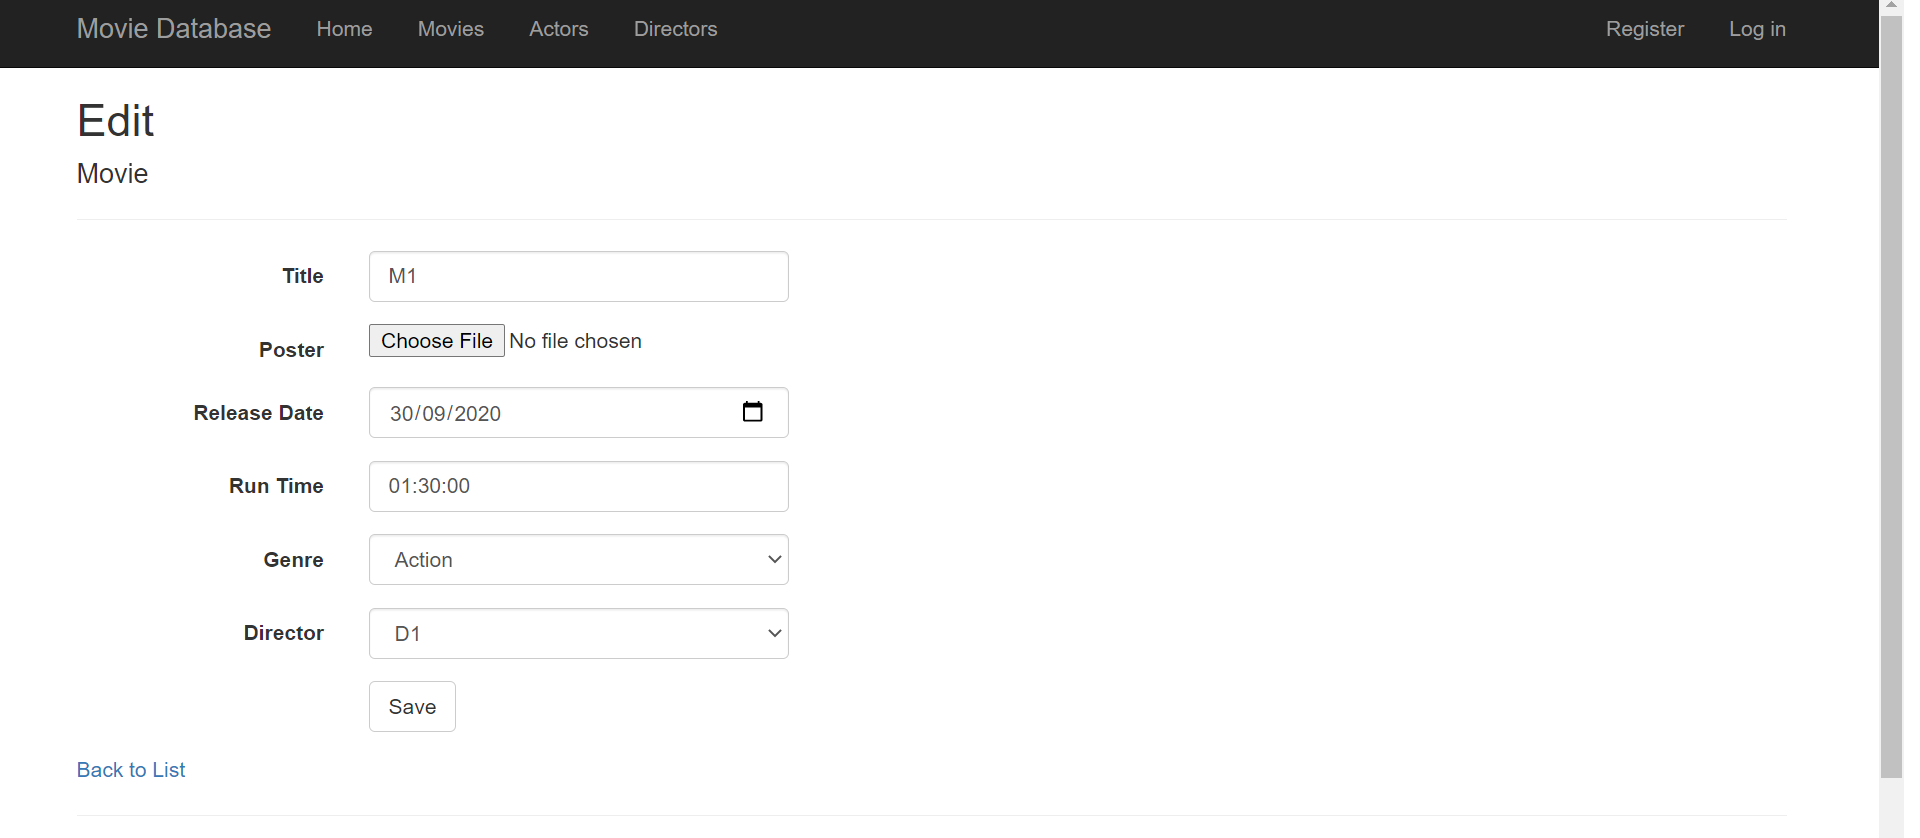 Movie Database Home Movies Actors Directors Register Log in
Edit
Movie
Title M1
Poster Choose File No file chosen
Release Date 30/09/2020
Run Time 01:30:00
Genre Action
Director D1
Save
Back to List